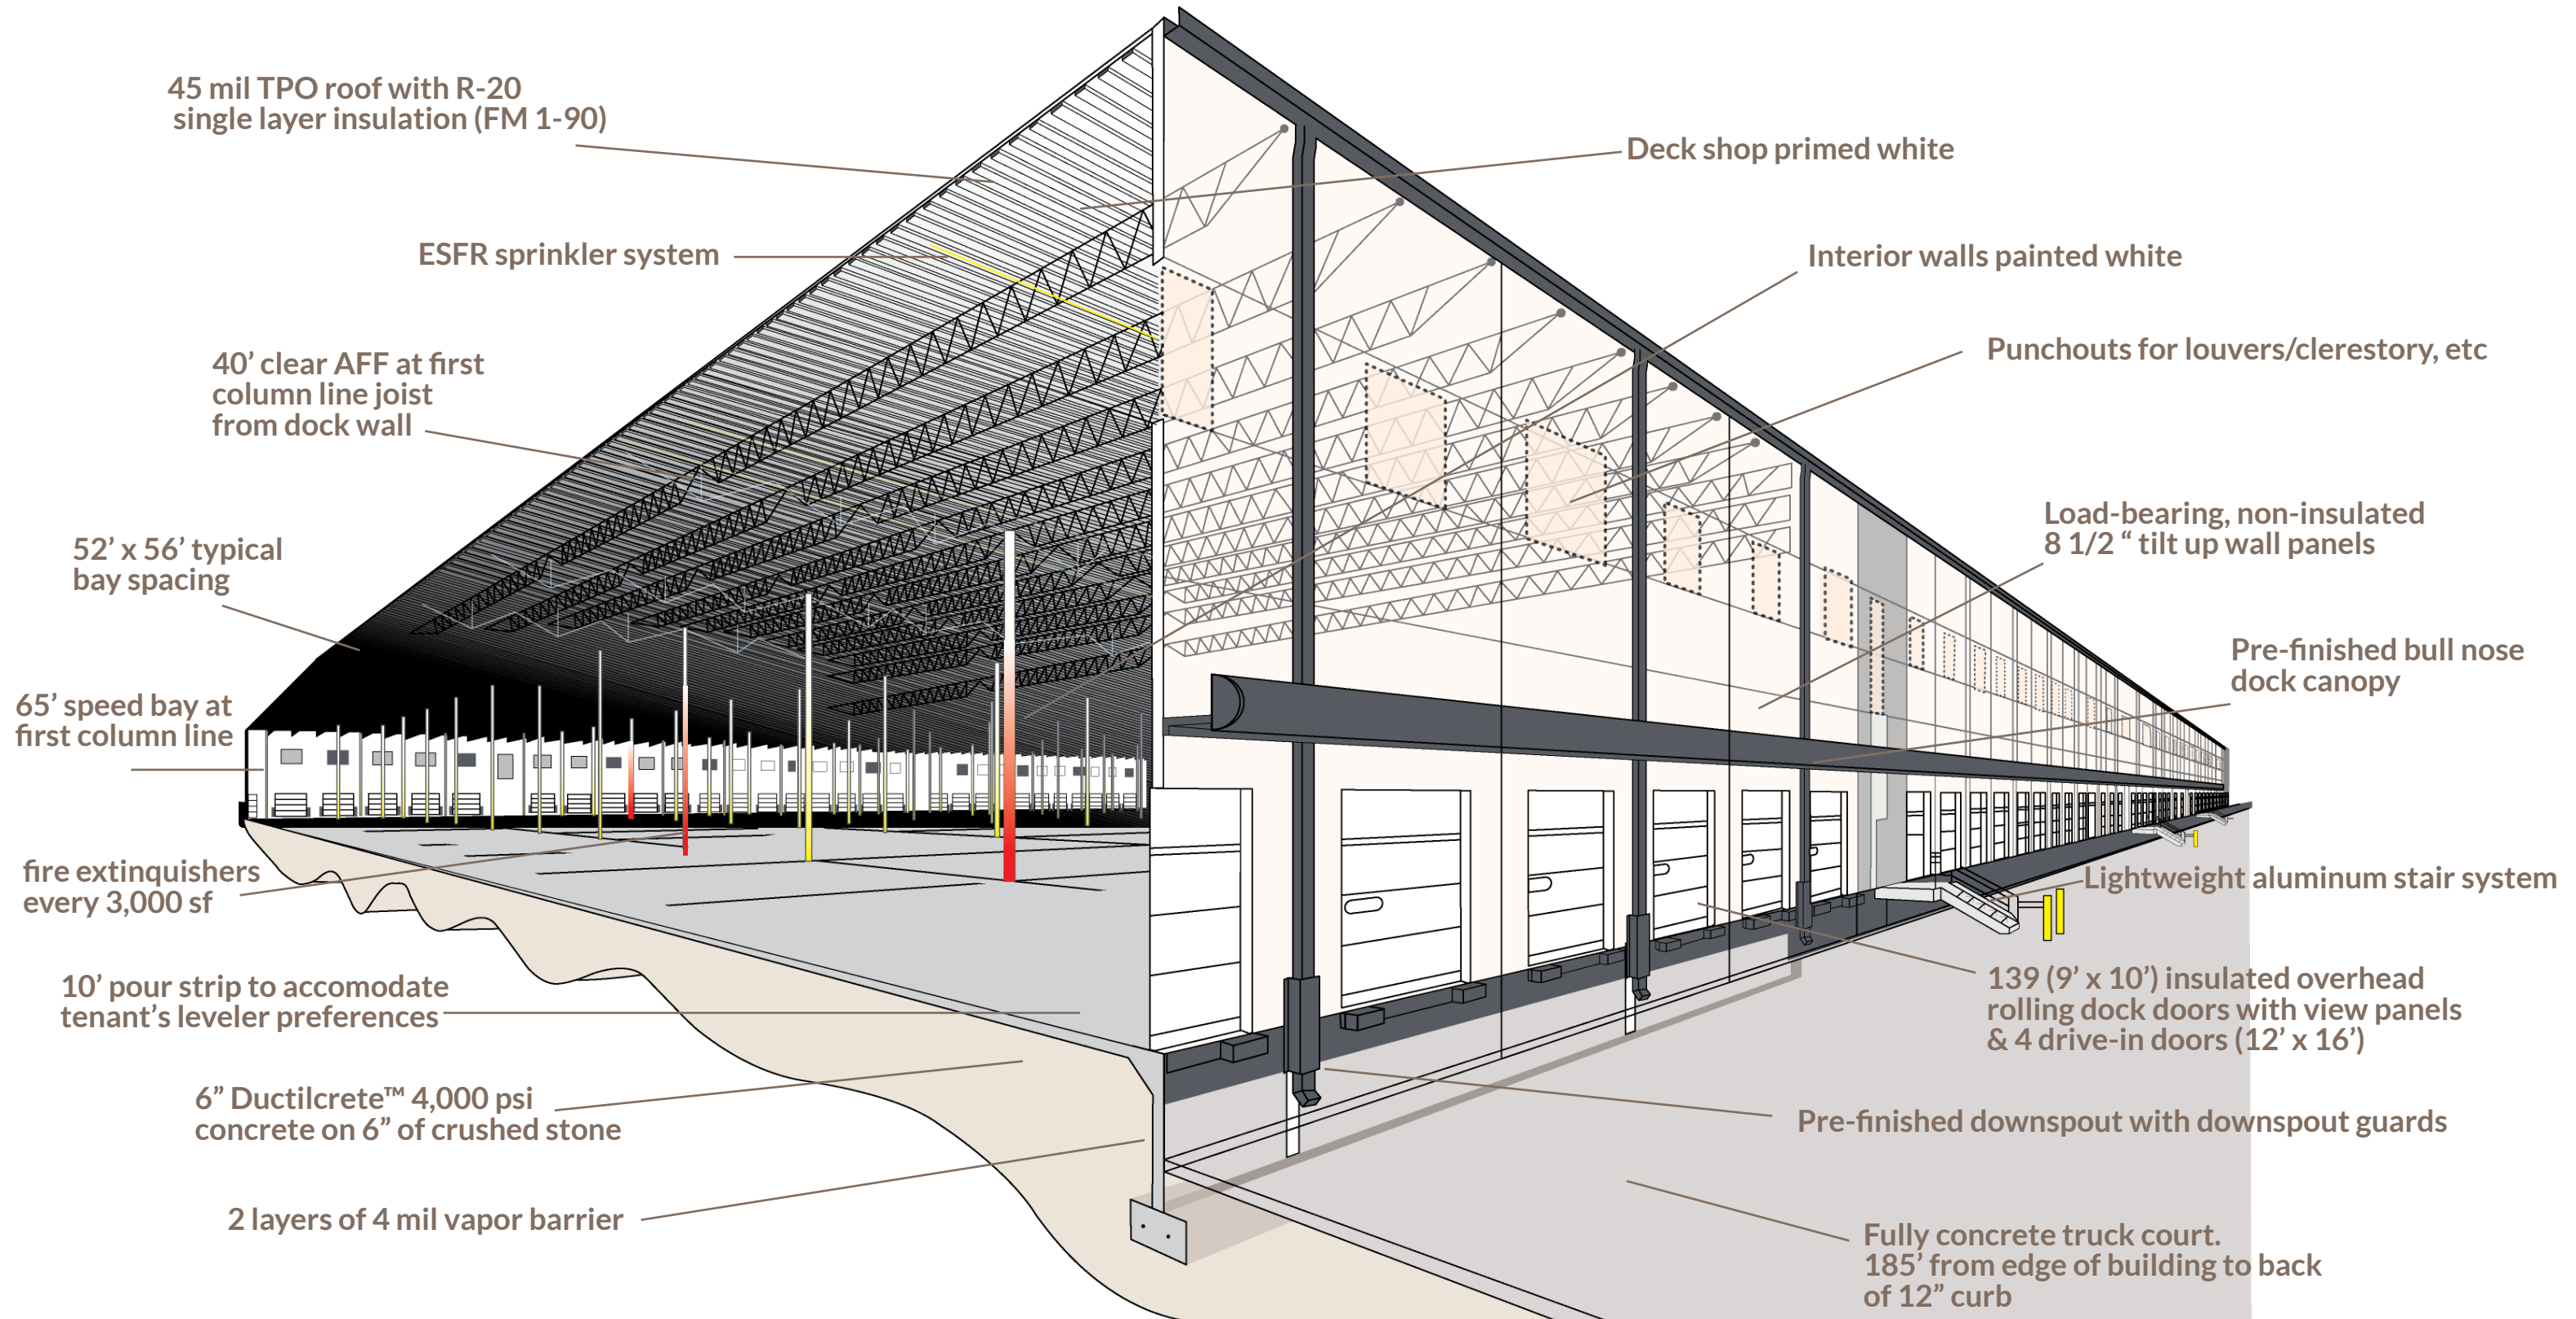 45 mil TPO roof with R-20
single layer insulation (FM 1-90)
ESFR sprinkler system
40’ clear AFF at first
column line joist
from dock wall
52’ x 56’ typical
bay spacing
65’ speed bay at
first column line
fire extinquishers
every 3,000 sf
10’ pour strip to accomodate
tenant’s leveler preferences
6” Ductilcrete™ 4,000 psi
concrete on 6” of crushed stone
2 layers of 4 mil vapor barrier
Deck shop primed white
Interior walls painted white
Punchouts for louvers/clerestory, etc
Load-bearing, non-insulated
8 1/2 “ tilt up wall panels
Pre-finished bull nose
dock canopy
Lightweight aluminum stair system
139 (9’ x 10’) insulated overhead
rolling dock doors with view panels
& 4 drive-in doors (12’ x 16’)
Pre-finished downspout with downspout guards
Fully concrete truck court.
185’ from edge of building to back
of 12” curb